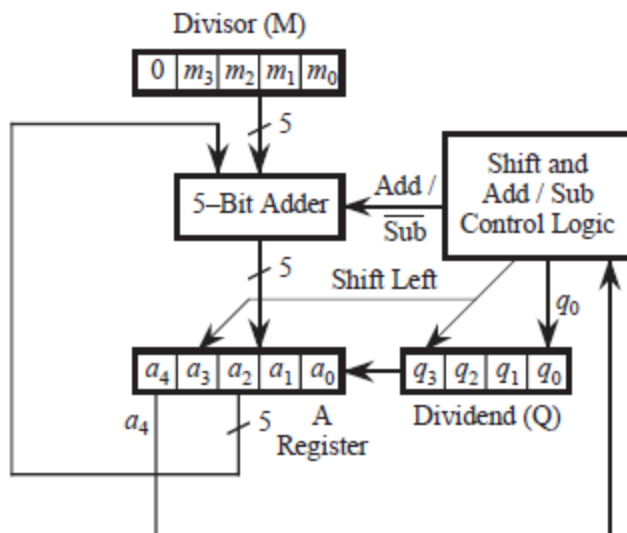 Divisor (M)
0 m₃ m₂ m₁ m₀
5
5–Bit Adder
Add /
S̅u̅b̅
Shift and
Add / Sub
Control Logic
5
Shift Left
q₀
a₄ a₃ a₂ a₁ a₀
q₃ q₂ q₁ q₀
a₄
5
A
Register
Dividend (Q)